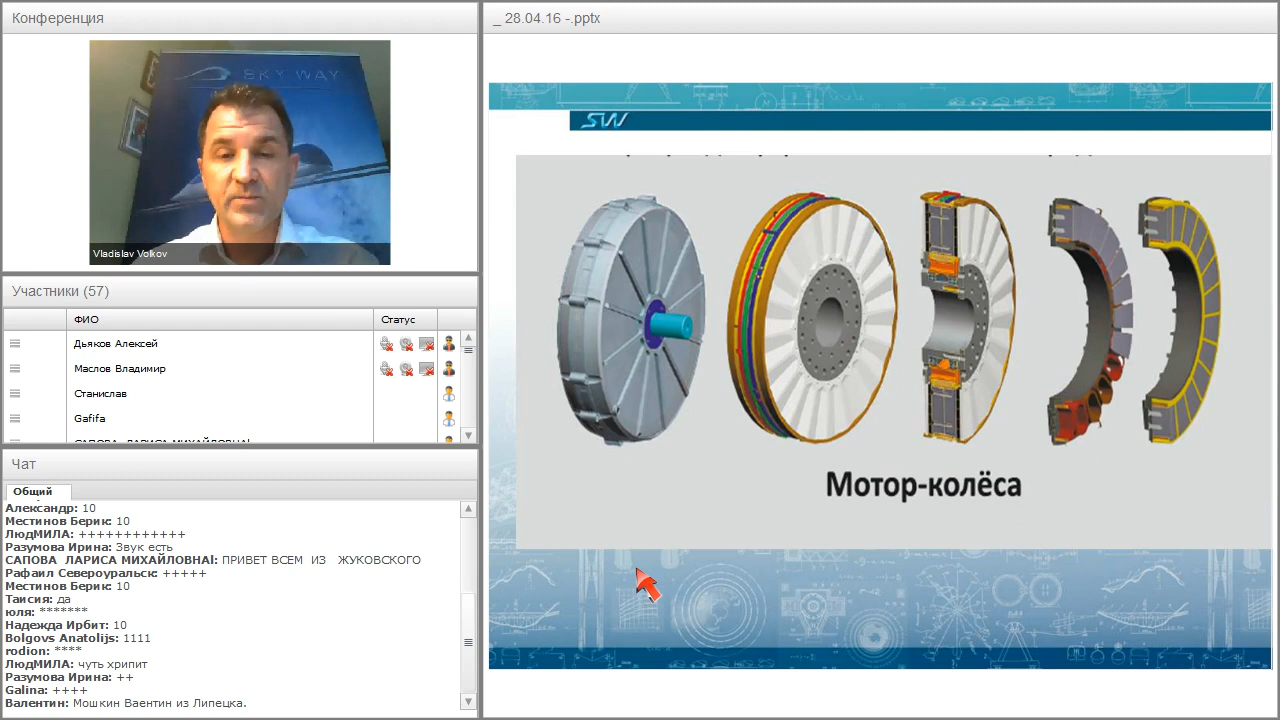 Конференция
SKY WAY
Vladislav Volkov
Участники (57)
ФИО
Статус
Дьяков Алексей
Маслов Владимир
Станислав
Gafifa
САПОВА ЛАРИСА МИХАЙЛОВНА!
Чат
Общий
Александр: 10
Местинов Берик: 10
ЛюдМИЛА: ++++++++++++
Разумова Ирина: Звук есть
САПОВА ЛАРИСА МИХАЙЛОВНА!: ПРИВЕТ ВСЕМ ИЗ ЖУКОВСКОГО
Рафаил Североуральск: +++++
Местинов Берик: 10
Таисия: да
юля: *******
Надежда Ирбит: 10
Bolgovs Anatolijs: 1111
rodion: ****
ЛюдМИЛА: чуть хрипит
Разумова Ирина: ++
Galina: ++++
Валентин: Мошкин Ваентин из Липецка.
_ 28.04.16 -.pptx
SW
Мотор-колёса